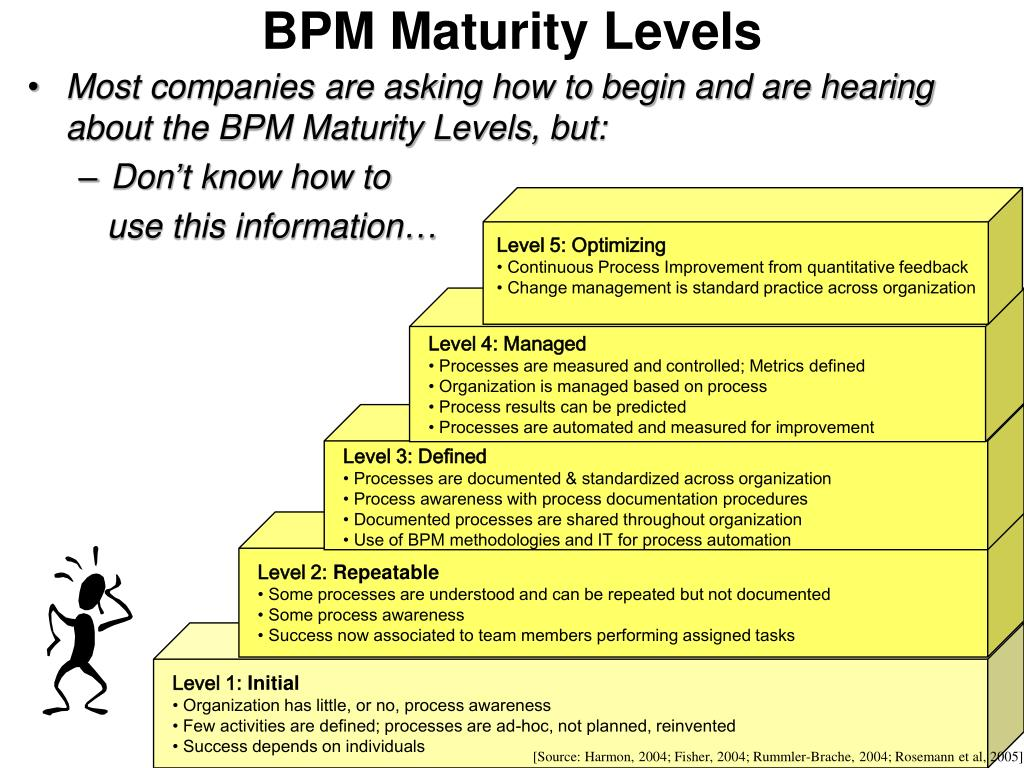 BPM Maturity Levels
• Most companies are asking how to begin and are hearing
about the BPM Maturity Levels, but:
– Don't know how to
use this information…
Level 5: Optimizing
• Continuous Process Improvement from quantitative feedback
• Change management is standard practice across organization
Level 4: Managed
• Processes are measured and controlled; Metrics defined
• Organization is managed based on process
• Process results can be predicted
• Processes are automated and measured for improvement
Level 3: Defined
• Processes are documented & standardized across organization
• Process awareness with process documentation procedures
• Documented processes are shared throughout organization
• Use of BPM methodologies and IT for process automation
Level 2: Repeatable
• Some processes are understood and can be repeated but not documented
• Some process awareness
• Success now associated to team members performing assigned tasks
Level 1: Initial
• Organization has little, or no, process awareness
• Few activities are defined; processes are ad-hoc, not planned, reinvented
• Success depends on individuals
[Source: Harmon, 2004; Fisher, 2004; Rummler-Brache, 2004; Rosemann et al, 2005]